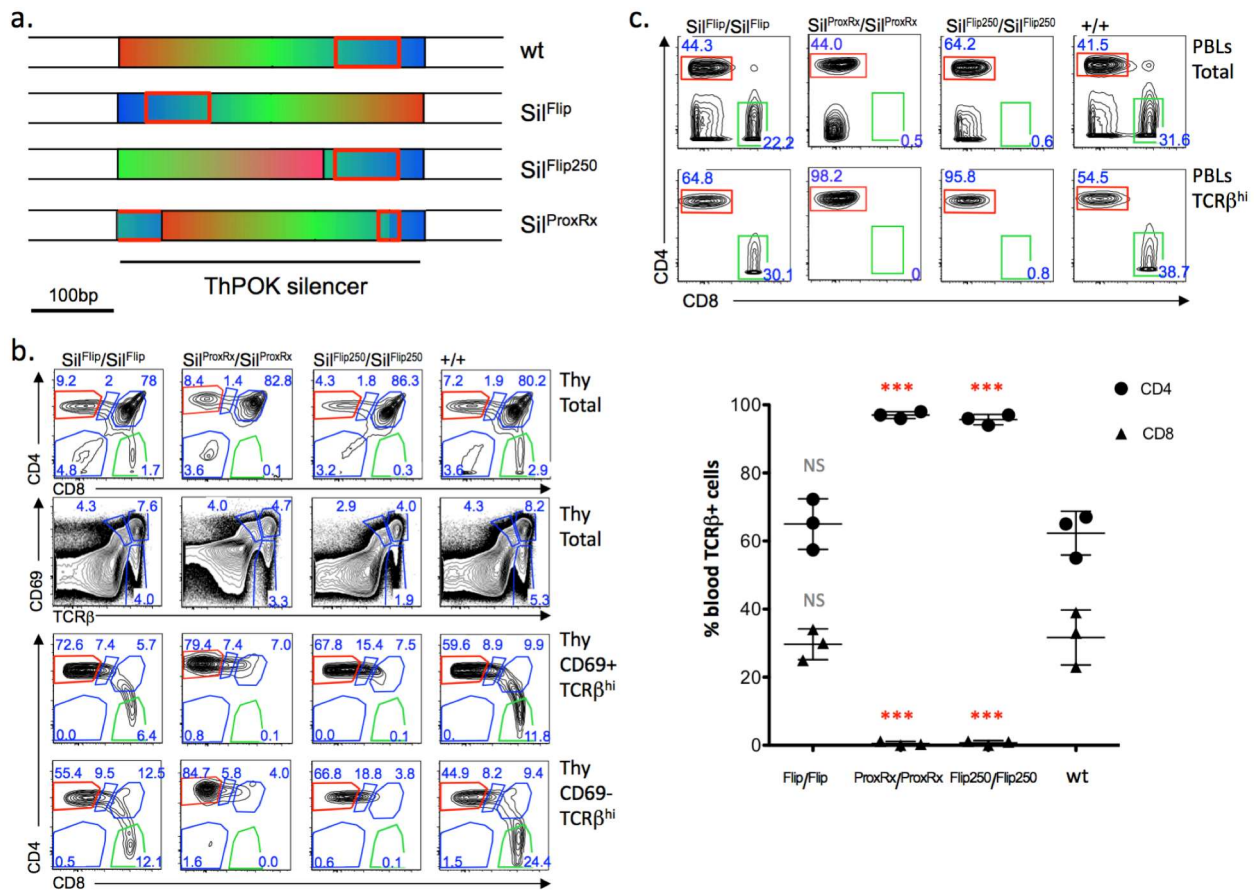 a.
wt
Sil^Flip
Sil^Flip250
Sil^ProxRx
100bp
ThPOK silencer
b.
Sil^Flip/Sil^Flip Sil^ProxRx/Sil^ProxRx Sil^Flip250/Sil^Flip250 +/+
9.2 2 78 8.4 1.4 82.8 4.3 1.8 86.3 7.2 1.9 80.2
Thy
Total
CD4
4.8 1.7 3.6 0.1 3.2 0.3 3.6 2.9
CD8
4.3 7.6 4.0 4.7 2.9 4.0 4.3 8.2
Thy
Total
CD69
4.0 3.3 1.9 5.3
TCRβ
72.6 7.4 5.7 79.4 7.4 7.0 67.8 15.4 7.5 59.6 8.9 9.9
Thy
CD69+
TCRβ^hi
0.0 6.4 0.8 0.1 0.0 0.1 0. 11.8
55.4 9.5 12.5 84.7 5.8 4.0 66.8 18.8 3.8 44.9 8.2 9.4
Thy
CD69-
TCRβ^hi
CD4
0.5 12.1 1.6 0.0 0.6 0.1 1.5 24.4
CD8
c.
Sil^Flip/Sil^Flip Sil^ProxRx/Sil^ProxRx Sil^Flip250/Sil^Flip250 +/+
44.3 44.0 64.2 41.5
PBLs
Total
22.2 0.5 0.6 31.6
64.8 98.2 95.8 54.5
PBLs
TCRβ^hi
CD4
30.1 0 0.8 38.7
CD8
*** ***
CD4
CD8
100
80
60
40
20
0
% blood TCRβ+ cells
NS
NS
*** ***
Flip/Flip ProxRx/ProxRx Flip250/Flip250 wt